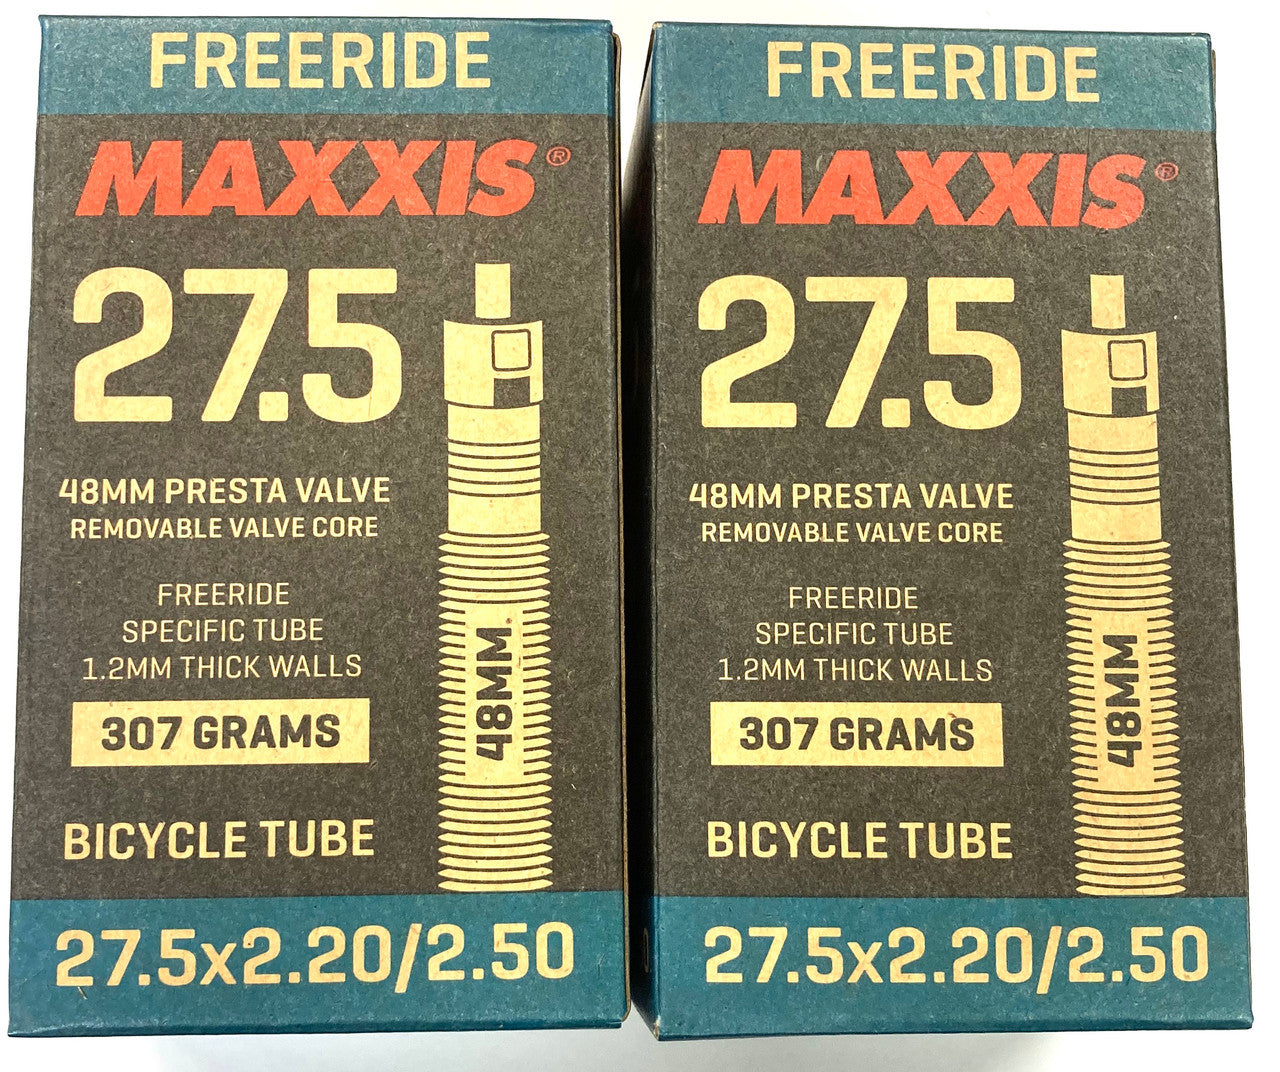 FREERIDE
MAXXIS®
27.5
48MM PRESTA VALVE
REMOVABLE VALVE CORE
FREERIDE
SPECIFIC TUBE
1.2MM THICK WALLS
307 GRAMS
48MM
BICYCLE TUBE
27.5x2.20/2.50
FREERIDE
MAXXIS®
27.5
48MM PRESTA VALVE
REMOVABLE VALVE CORE
FREERIDE
SPECIFIC TUBE
1.2MM THICK WALLS
307 GRAMS
48MM
BICYCLE TUBE
27.5x2.20/2.50